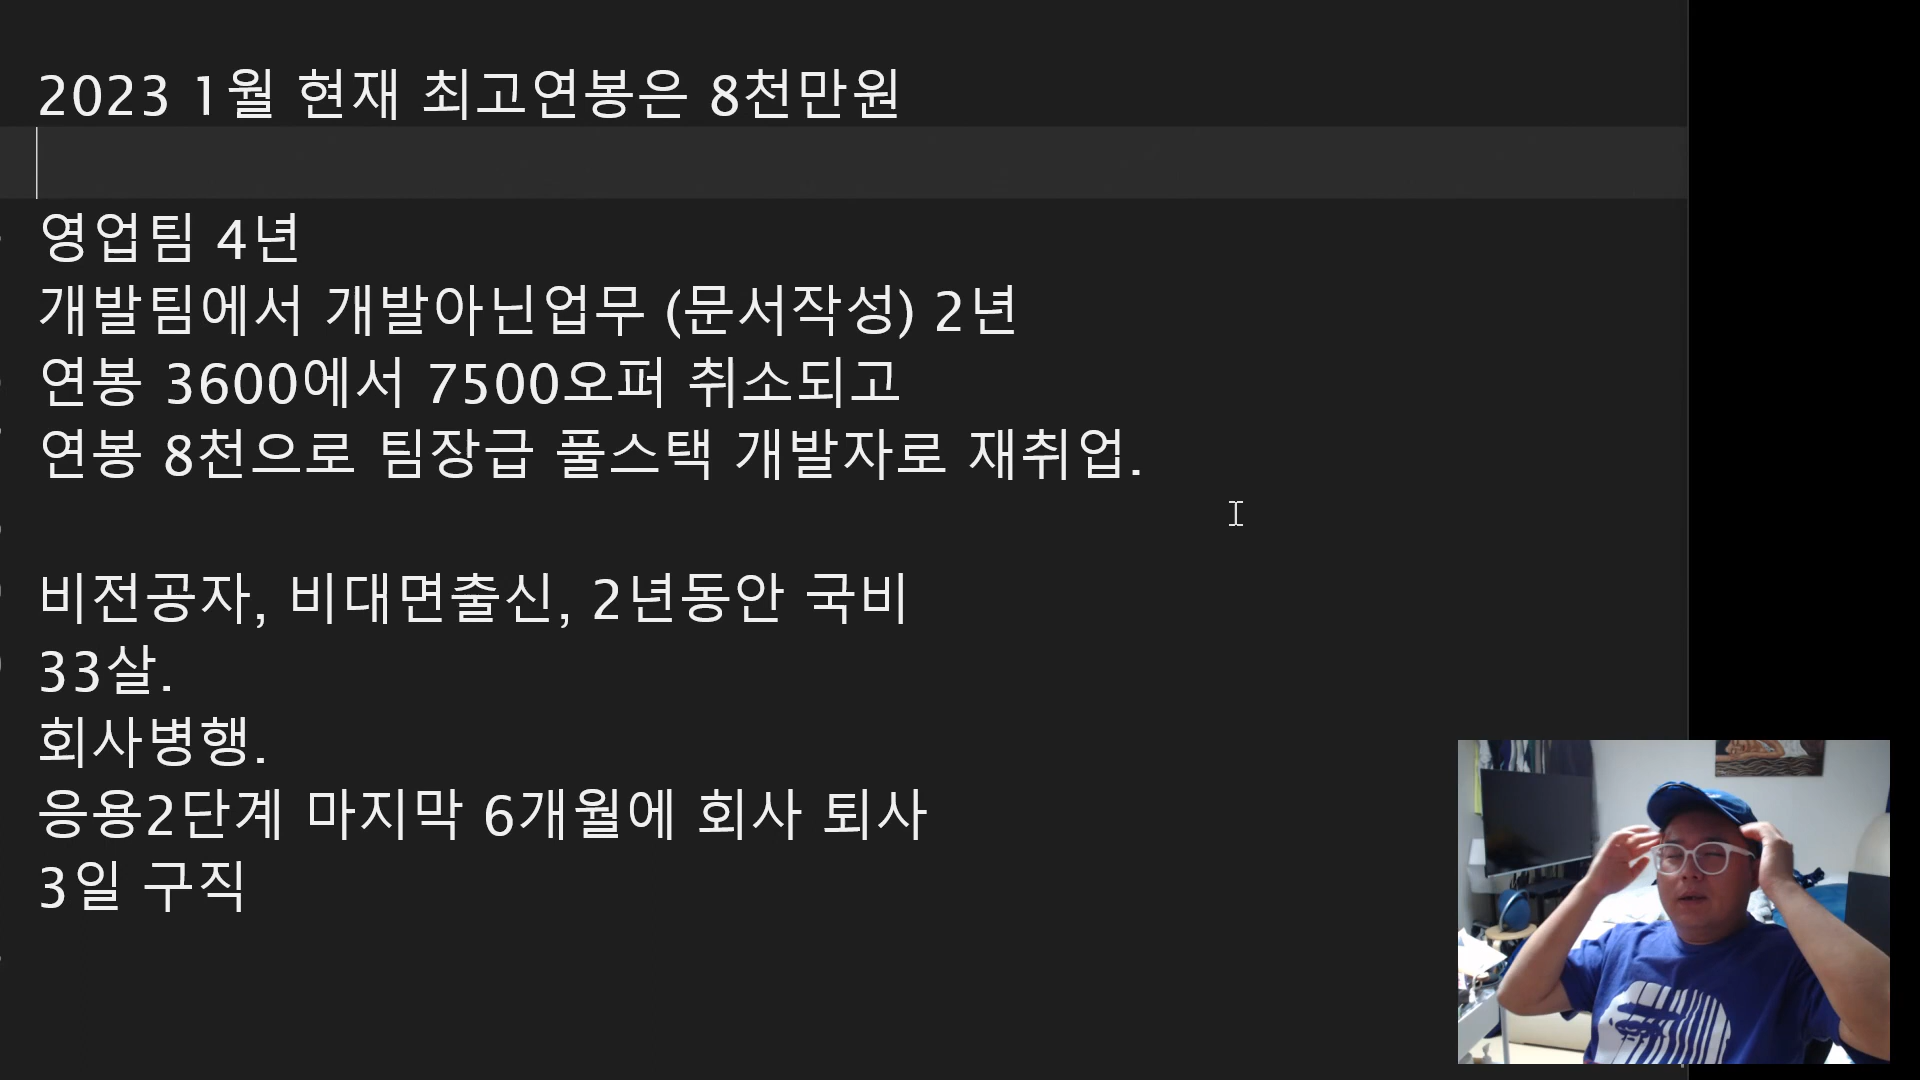 2023 1월 현재 최고연봉은 8천만원
영업팀 4년
개발팀에서 개발아닌업무 (문서작성) 2년
연봉 3600에서 7500오퍼 취소되고
연봉 8천으로 팀장급 풀스택 개발자로 재취업.
비전공자, 비대면출신, 2년동안 국비
33살.
회사병행.
응용2단계 마지막 6개월에 회사 퇴사
3일 구직